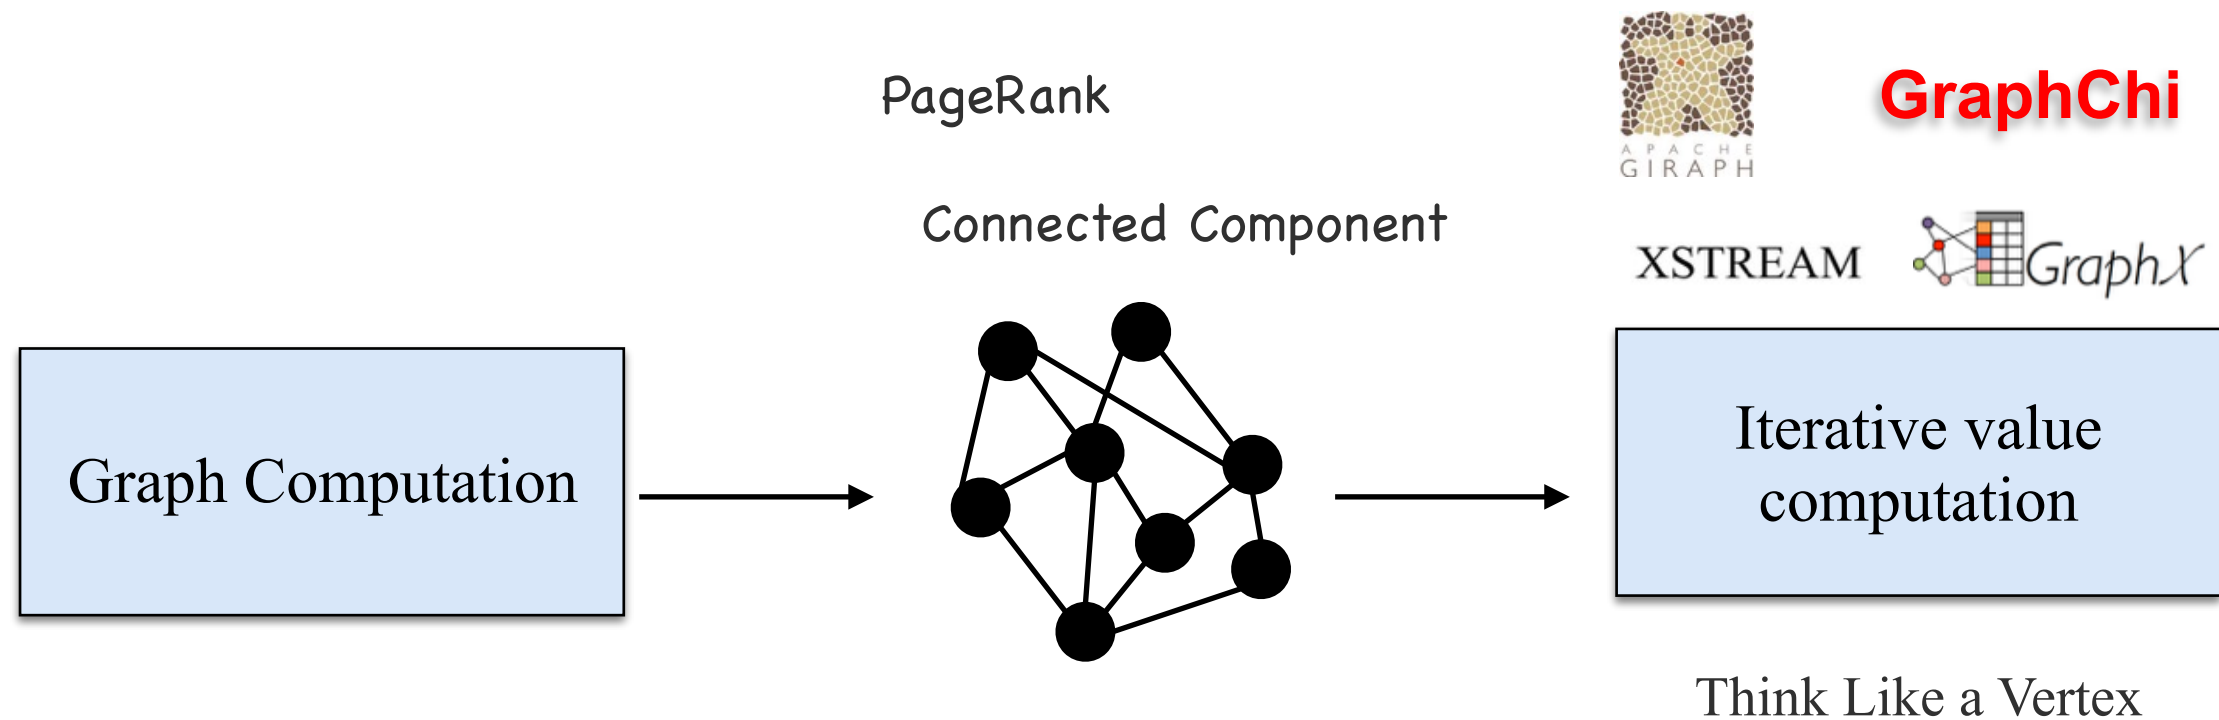 PageRank
Connected Component
APACHE
GIRAPH
GraphChi
XSTREAM
GraphX
Graph Computation
Iterative value
computation
Think Like a Vertex